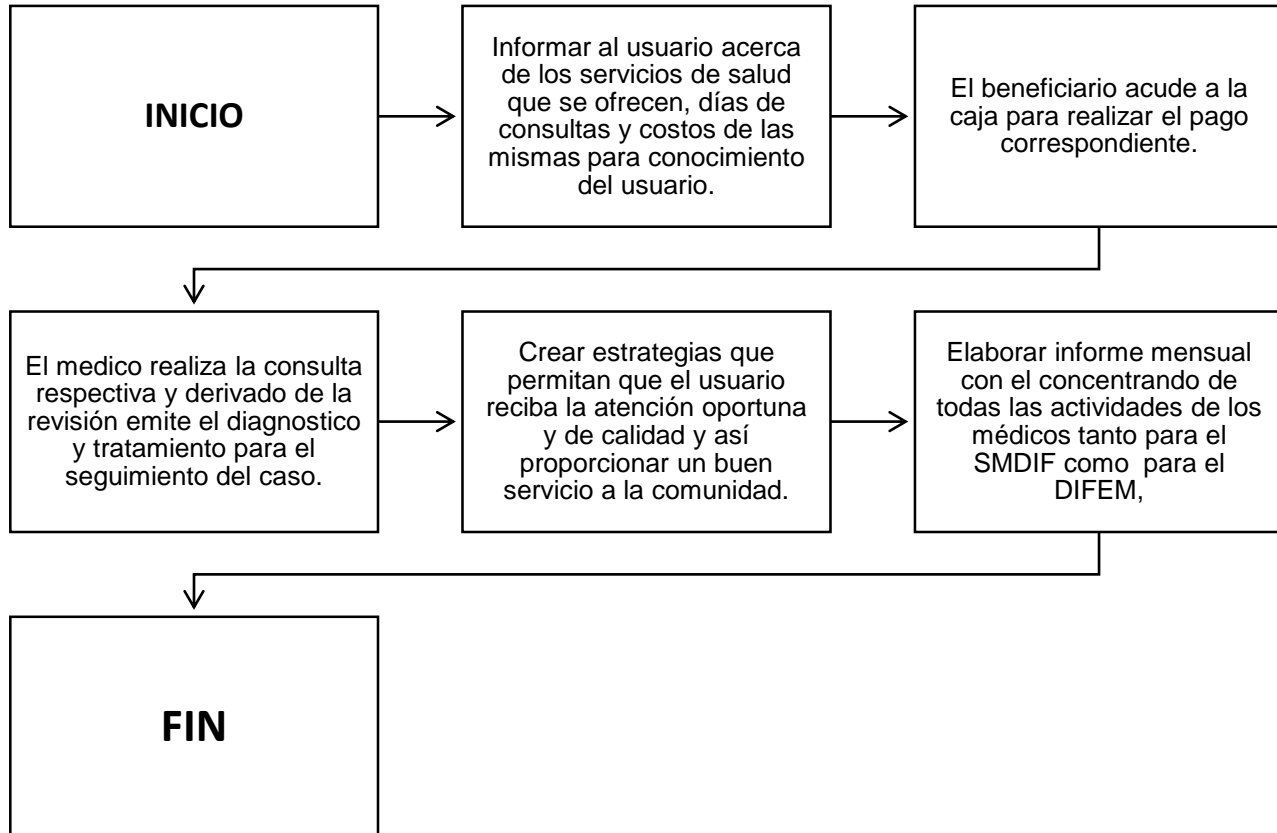 INICIO
Informar al usuario acerca
de los servicios de salud
que se ofrecen, días de
consultas y costos de las
mismas para conocimiento
del usuario.
El beneficiario acude a la
caja para realizar el pago
correspondiente.
El medico realiza la consulta
respectiva y derivado de la
revisión emite el diagnostico
y tratamiento para el
seguimiento del caso.
Crear estrategias que
permitan que el usuario
reciba la atención oportuna
y de calidad y así
proporcionar un buen
servicio a la comunidad.
Elaborar informe mensual
con el concentrando de
todas las actividades de los
médicos tanto para el
SMDIF como para el
DIFEM,
FIN